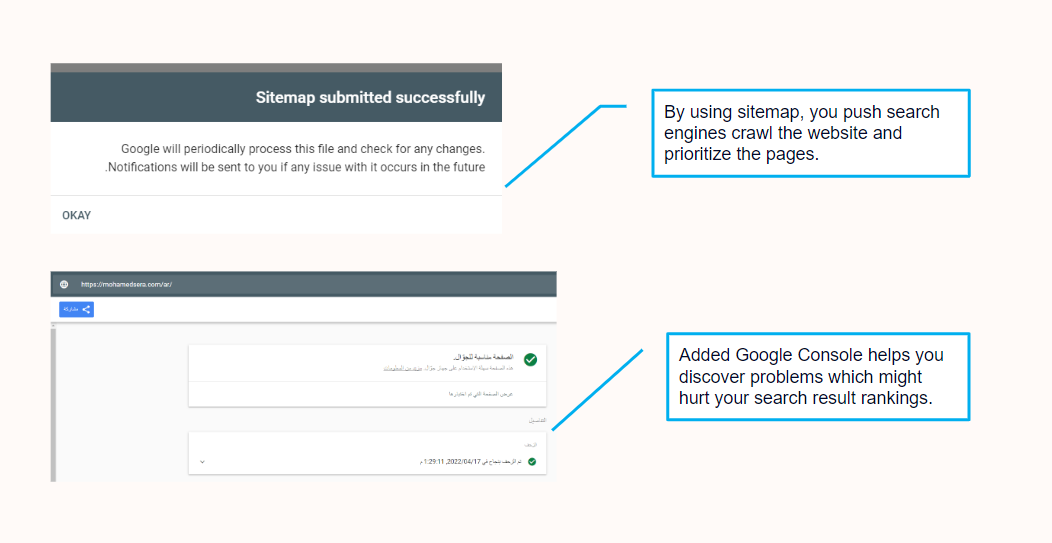 Sitemap submitted successfully
Google will periodically process this file and check for any changes.
.Notifications will be sent to you if any issue with it occurs in the future
OKAY
By using sitemap, you push search
engines crawl the website and
prioritize the pages.
https://mohamedsera.com/ar/
مشاركة
الصفحة مناسبة للجوّال.
هذه الصفحة سهلة الاستخدام على جهاز جوّال. مزيد من المعلومات
عرض الصفحة التي تم اختبارها
التفاصيل
الزحف
تم الزحف بنجاح في 2022/04/17, 1:29:11 م
Added Google Console helps you
discover problems which might
hurt your search result rankings.